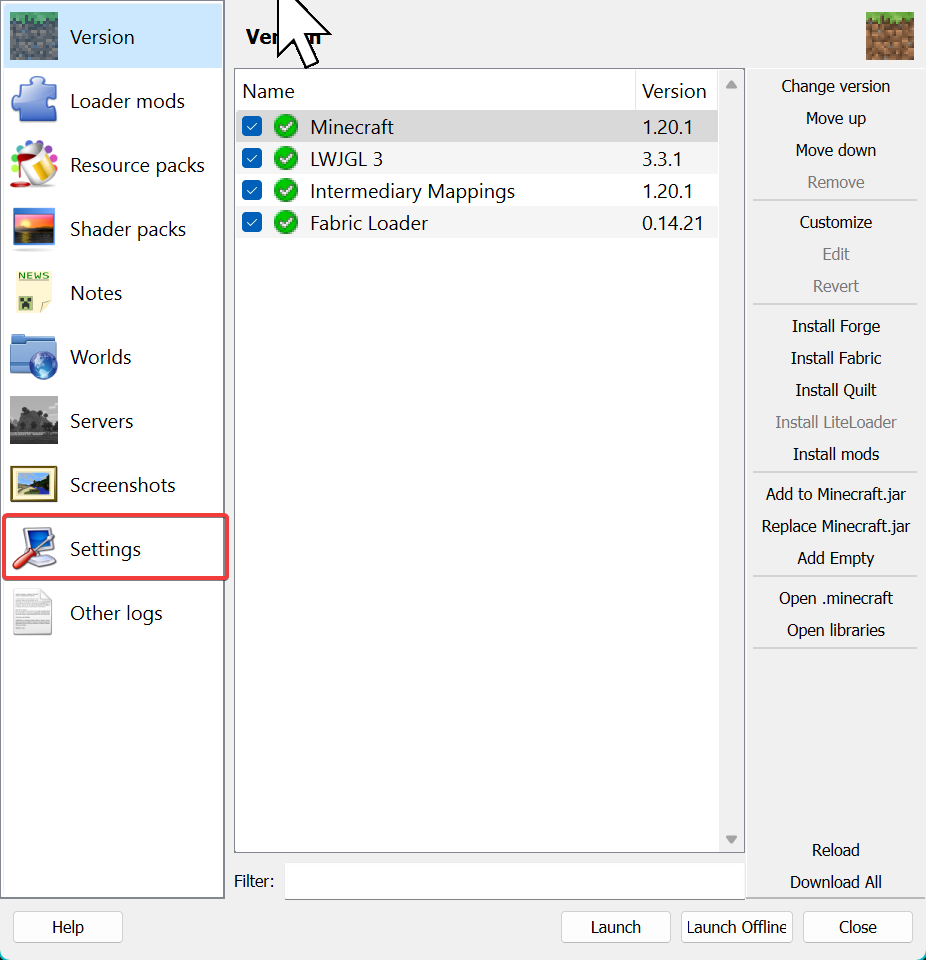 Version
Loader mods
Resource packs
Shader packs
NEWS
Notes
Worlds
Servers
Screenshots
Settings
Other logs
Name Version
Minecraft 1.20.1
LWJGL 3 3.3.1
Intermediary Mappings 1.20.1
Fabric Loader 0.14.21
Filter:
Change version
Move up
Move down
Remove
Customize
Edit
Revert
Install Forge
Install Fabric
Install Quilt
Install LiteLoader
Install mods
Add to Minecraft.jar
Replace Minecraft.jar
Add Empty
Open .minecraft
Open libraries
Reload
Download All
Help
Launch
Launch Offline
Close